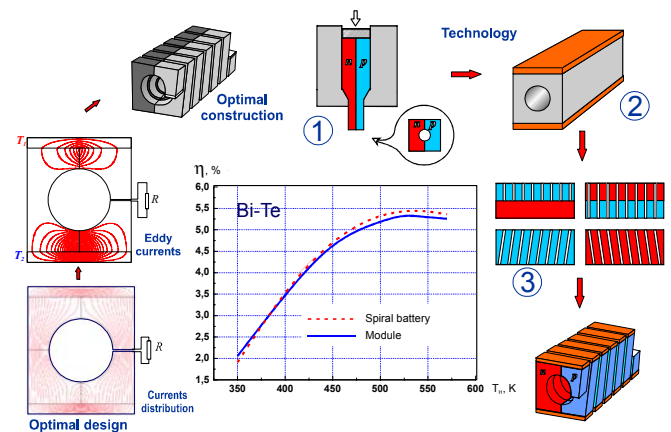 Technology
1
n p
n p
2
Optimal
construction
T₁
R
T₂
Eddy
currents
R
Currents
distribution
Optimal design
η, %
6,0
5,5
5,0
4,5
4,0
3,5
3,0
2,5
2,0
1,5
Bi-Te
Spiral battery
Module
350 400 450 500 550 600
T_H, K
3
n p